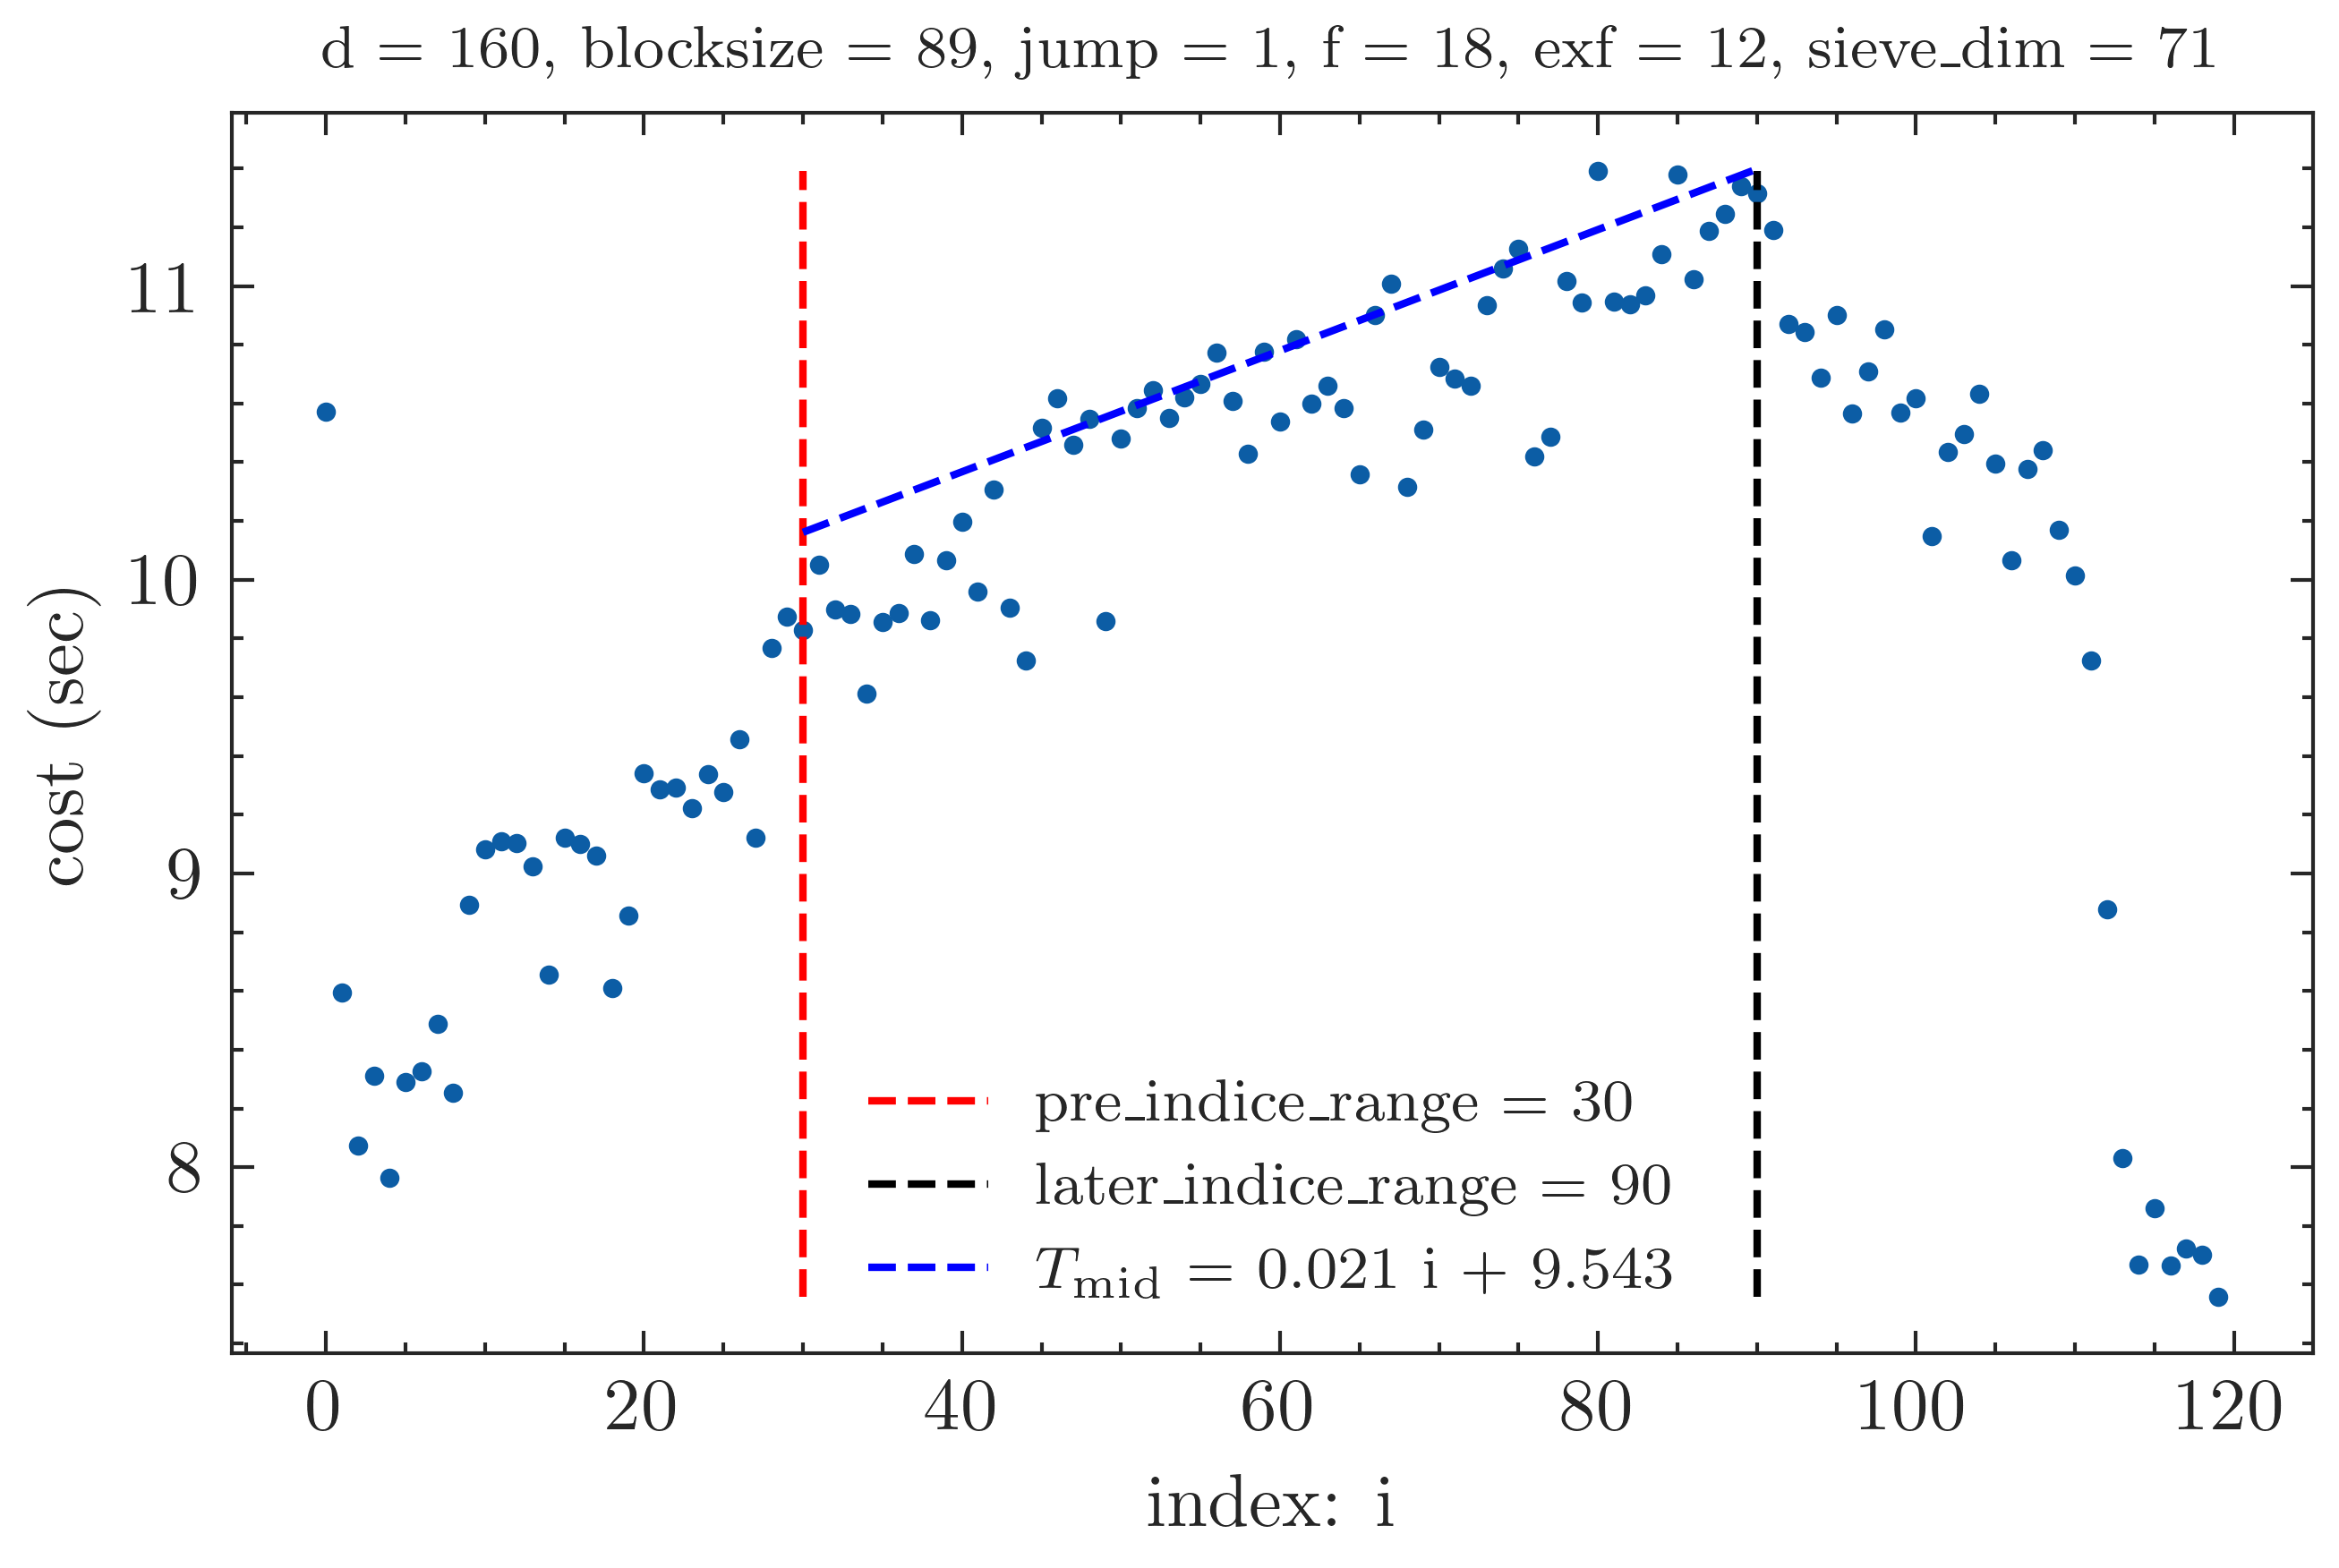 d = 160, blocksize = 89, jump = 1, f = 18, exf = 12, sieve_dim = 71
11
10
9
8
cost (sec)
pre_indice_range = 30
later_indice_range = 90
T_mid = 0.021 i + 9.543
0 20 40 60 80 100 120
index: i